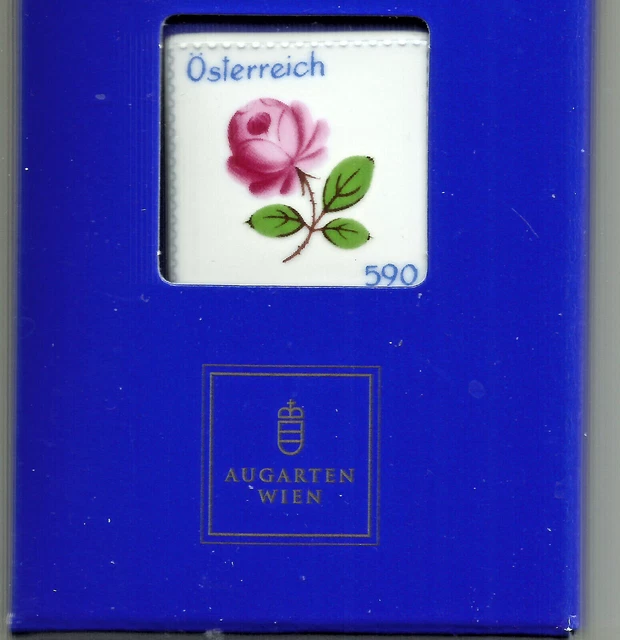 Österreich
590
AUGARTEN
WIEN